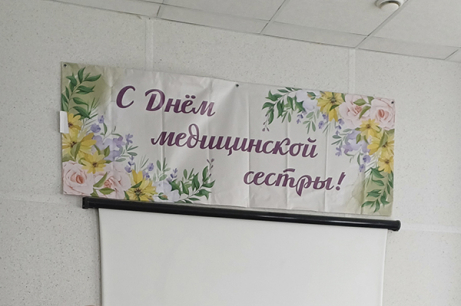 С Днём
медицинской
сестры!